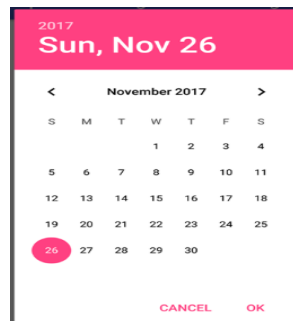 2017
Sun, Nov 26
< November 2017 >
S M T W T F S
1 2 3 4
5 6 7 8 9 10 11
12 13 14 15 16 17 18
19 20 21 22 23 24 25
26 27 28 29 30
CANCEL OK